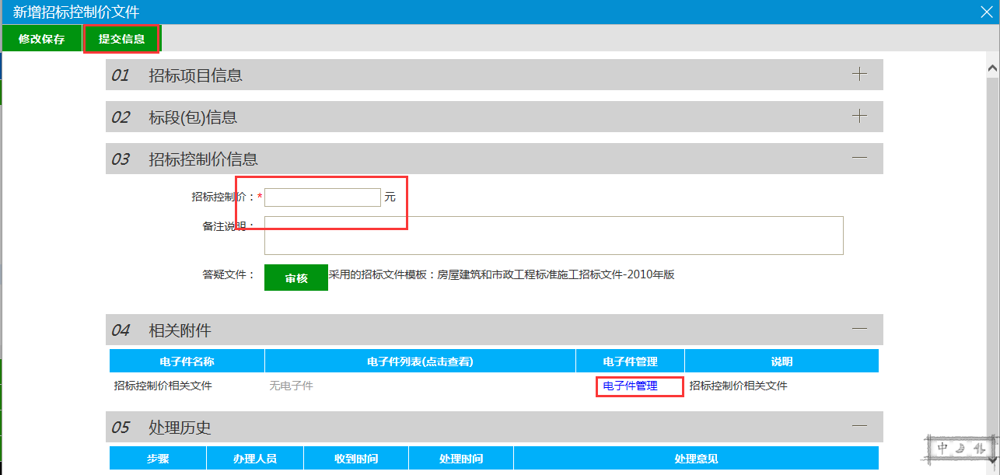 新增招标控制价文件
修改保存 提交信息
01 招标项目信息
02 标段(包)信息
03 招标控制价信息
招标控制价：* 元
备注说明：
答疑文件： 审核 采用的招标文件模板：房屋建筑和市政工程标准施工招标文件-2010年版
04 相关附件
电子件名称 电子件列表(点击查看) 电子件管理 说明
招标控制价相关文件 无电子件 电子件管理 招标控制价相关文件
05 处理历史
步骤 办理人员 收到时间 处理时间 处理意见
中